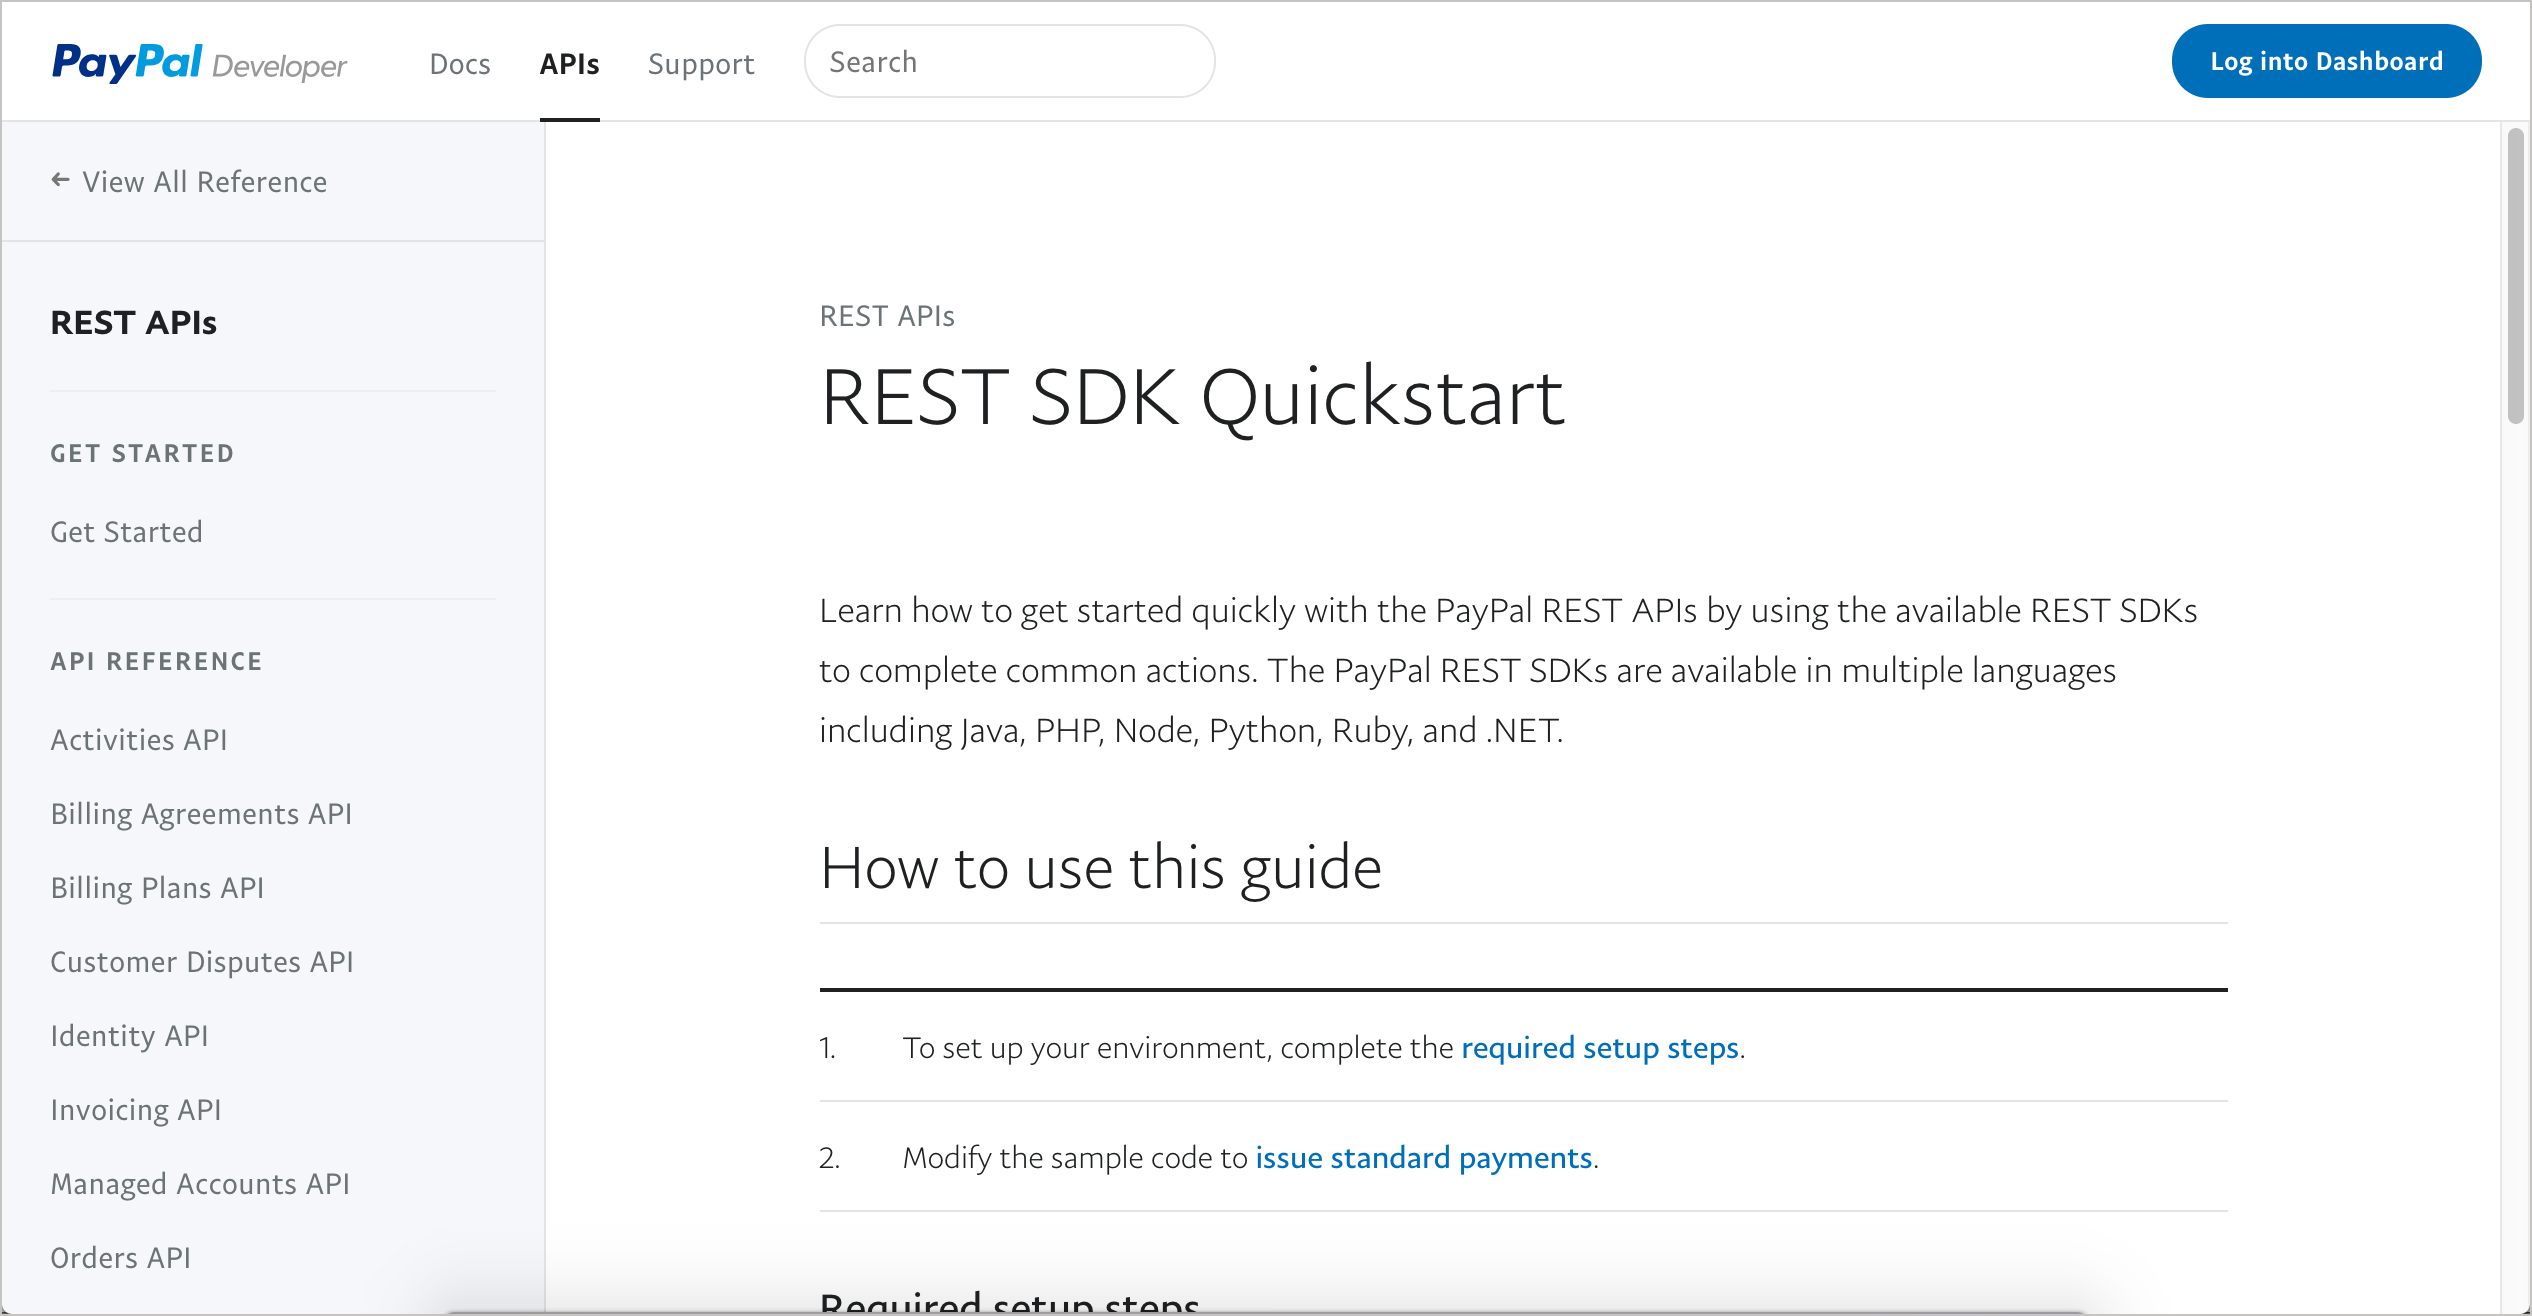 PayPal Developer
Docs
APIs
Support
Search
Log into Dashboard
← View All Reference
REST APIs
GET STARTED
Get Started
API REFERENCE
Activities API
Billing Agreements API
Billing Plans API
Customer Disputes API
Identity API
Invoicing API
Managed Accounts API
Orders API
REST APIs
REST SDK Quickstart
Learn how to get started quickly with the PayPal REST APIs by using the available REST SDKs
to complete common actions. The PayPal REST SDKs are available in multiple languages
including Java, PHP, Node, Python, Ruby, and .NET.
How to use this guide
1. To set up your environment, complete the required setup steps.
2. Modify the sample code to issue standard payments.
Required setup steps